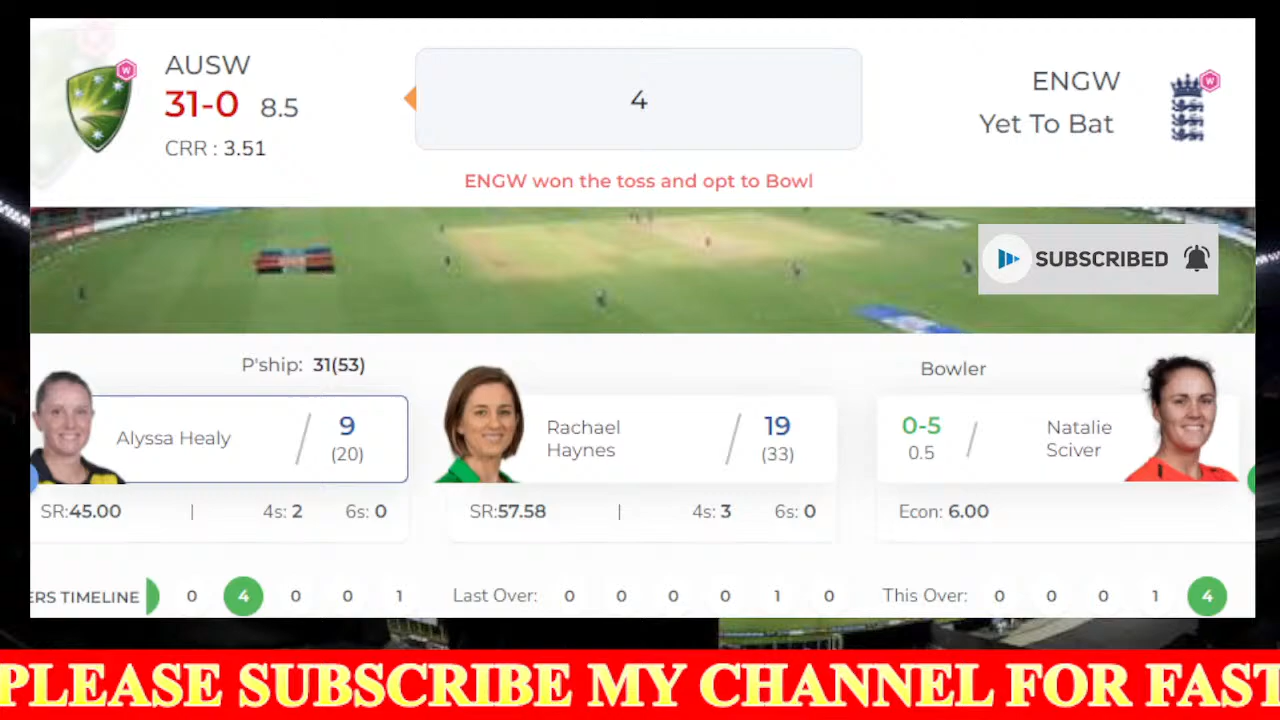 AUSW
31-0 8.5
CRR : 3.51
4
ENGW
Yet To Bat
ENGW won the toss and opt to Bowl
SUBSCRIBED
P'ship: 31(53)
Alyssa Healy / 9
(20)
SR:45.00 | 4s: 2 6s: 0
Rachael
Haynes / 19
(33)
SR:57.58 | 4s: 3 6s: 0
Bowler
0-5
0.5 / Natalie
Sciver
Econ: 6.00
ERS TIMELINE 0 4 0 0 1 Last Over: 0 0 0 0 1 0 This Over: 0 0 0 1 4
PLEASE SUBSCRIBE MY CHANNEL FOR FAST